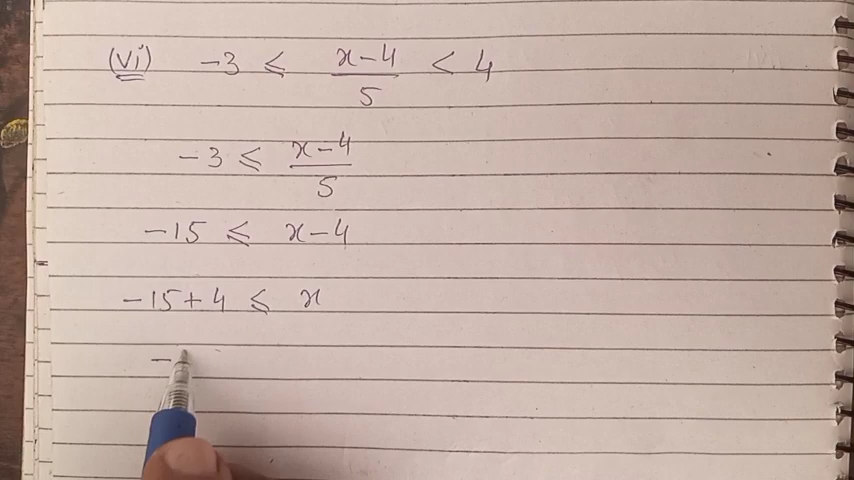 (vi) -3 ⩽ x-4/5 < 4
-3 ⩽ x-4/5
-15 ⩽ x-4
-15+4 ⩽ x
-